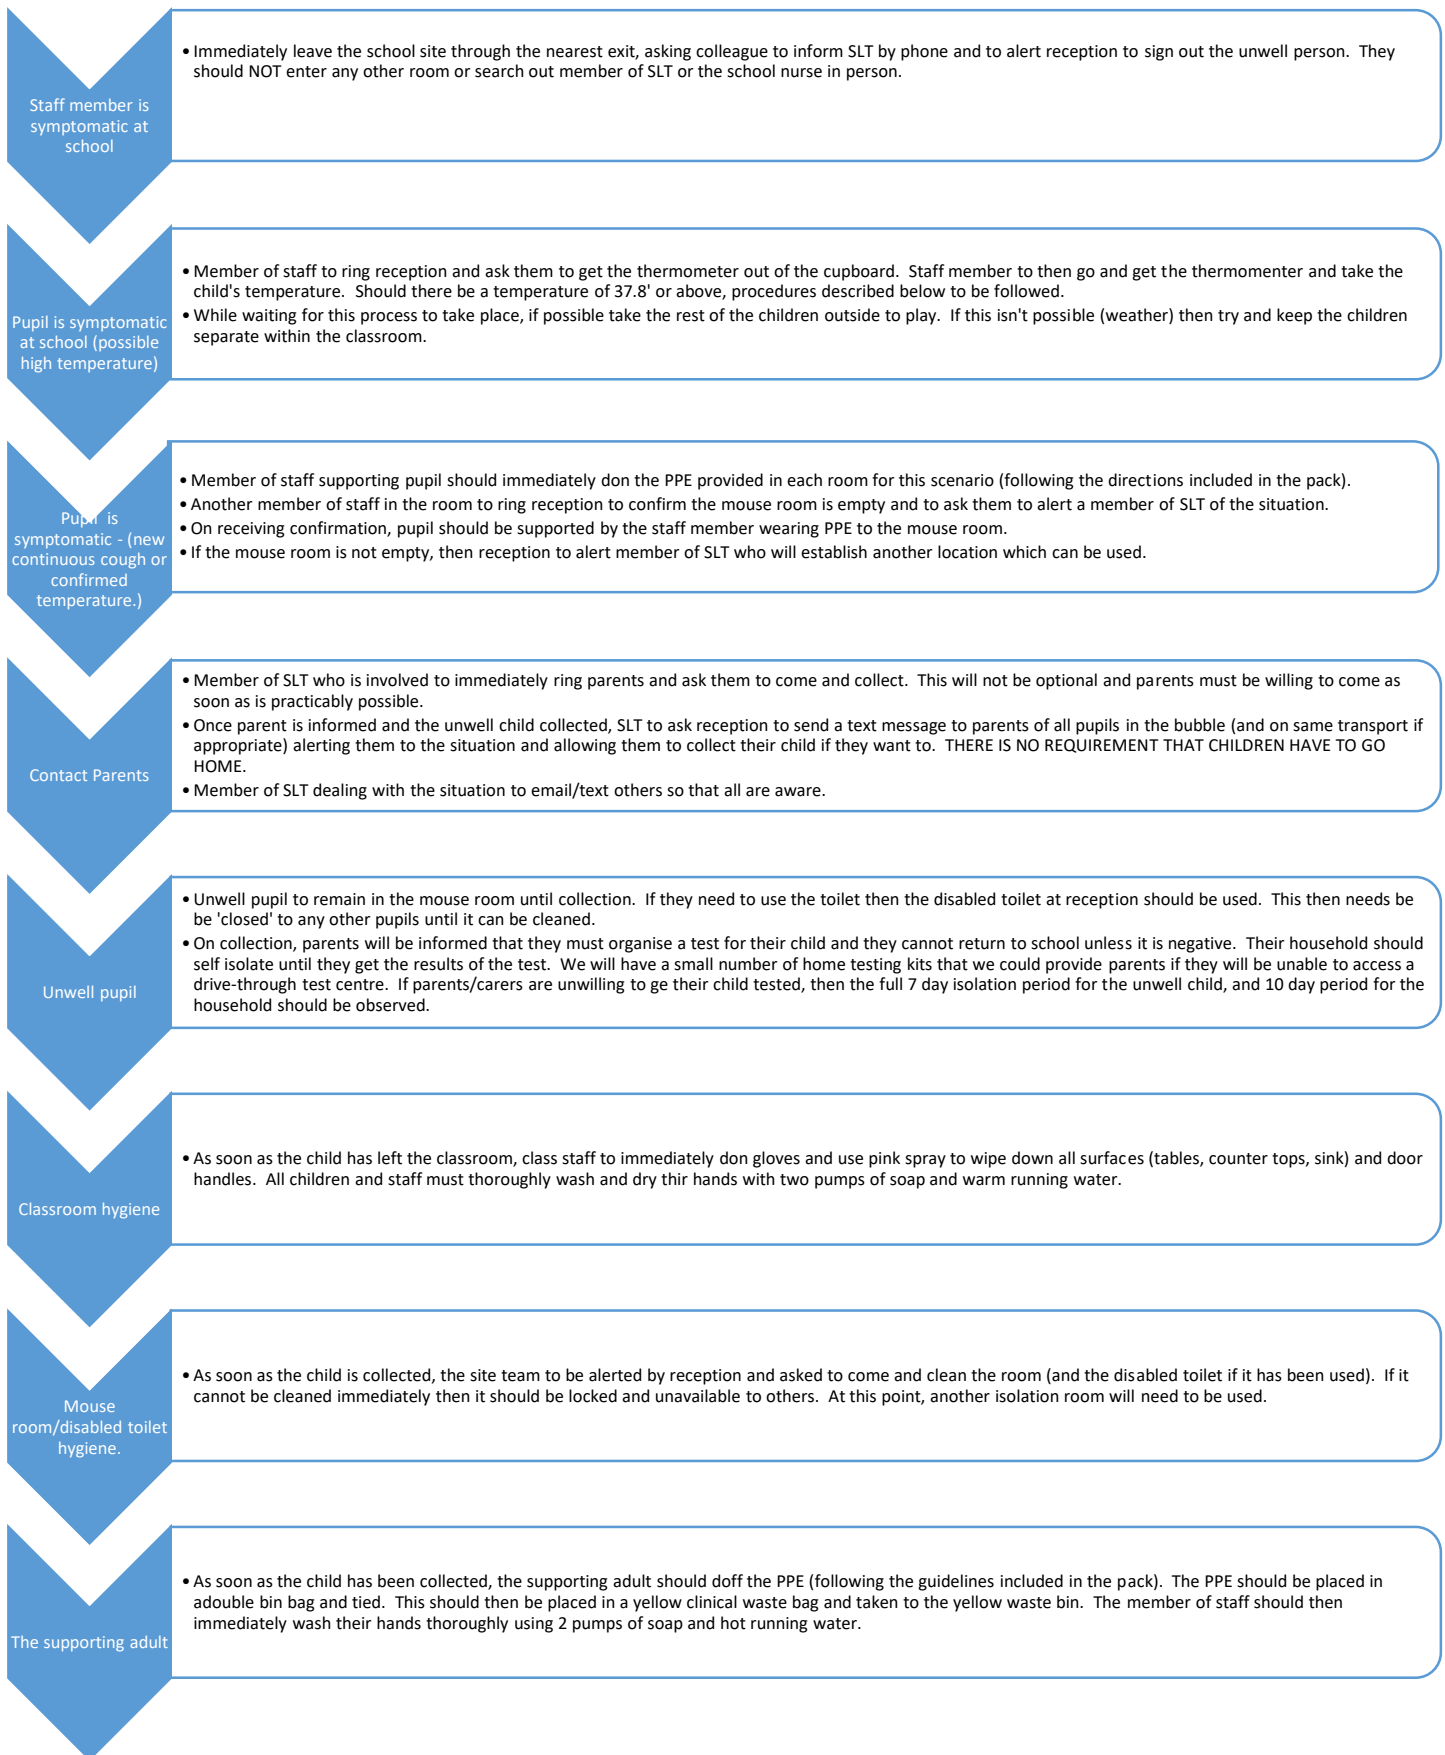 Staff member is
symptomatic at
school
• Immediately leave the school site through the nearest exit, asking colleague to inform SLT by phone and to alert reception to sign out the unwell person. They
should NOT enter any other room or search out member of SLT or the school nurse in person.
Pupil is symptomatic
at school (possible
high temperature)
• Member of staff to ring reception and ask them to get the thermometer out of the cupboard. Staff member to then go and get the thermomenter and take the
child's temperature. Should there be a temperature of 37.8' or above, procedures described below to be followed.
• While waiting for this process to take place, if possible take the rest of the children outside to play. If this isn't possible (weather) then try and keep the children
separate within the classroom.
Pupil is
symptomatic - (new
continuous cough or
confirmed
temperature.)
• Member of staff supporting pupil should immediately don the PPE provided in each room for this scenario (following the directions included in the pack).
• Another member of staff in the room to ring reception to confirm the mouse room is empty and to ask them to alert a member of SLT of the situation.
• On receiving confirmation, pupil should be supported by the staff member wearing PPE to the mouse room.
• If the mouse room is not empty, then reception to alert member of SLT who will establish another location which can be used.
Contact Parents
• Member of SLT who is involved to immediately ring parents and ask them to come and collect. This will not be optional and parents must be willing to come as
soon as is practicably possible.
• Once parent is informed and the unwell child collected, SLT to ask reception to send a text message to parents of all pupils in the bubble (and on same transport if
appropriate) alerting them to the situation and allowing them to collect their child if they want to. THERE IS NO REQUIREMENT THAT CHILDREN HAVE TO GO
HOME.
• Member of SLT dealing with the situation to email/text others so that all are aware.
Unwell pupil
• Unwell pupil to remain in the mouse room until collection. If they need to use the toilet then the disabled toilet at reception should be used. This then needs be
be 'closed' to any other pupils until it can be cleaned.
• On collection, parents will be informed that they must organise a test for their child and they cannot return to school unless it is negative. Their household should
self isolate until they get the results of the test. We will have a small number of home testing kits that we could provide parents if they will be unable to access a
drive-through test centre. If parents/carers are unwilling to ge their child tested, then the full 7 day isolation period for the unwell child, and 10 day period for the
household should be observed.
Classroom hygiene
• As soon as the child has left the classroom, class staff to immediately don gloves and use pink spray to wipe down all surfaces (tables, counter tops, sink) and door
handles. All children and staff must thoroughly wash and dry thir hands with two pumps of soap and warm running water.
Mouse
room/disabled toilet
hygiene.
• As soon as the child is collected, the site team to be alerted by reception and asked to come and clean the room (and the disabled toilet if it has been used). If it
cannot be cleaned immediately then it should be locked and unavailable to others. At this point, another isolation room will need to be used.
The supporting adult
• As soon as the child has been collected, the supporting adult should doff the PPE (following the guidelines included in the pack). The PPE should be placed in
adouble bin bag and tied. This should then be placed in a yellow clinical waste bag and taken to the yellow waste bin. The member of staff should then
immediately wash their hands thoroughly using 2 pumps of soap and hot running water.